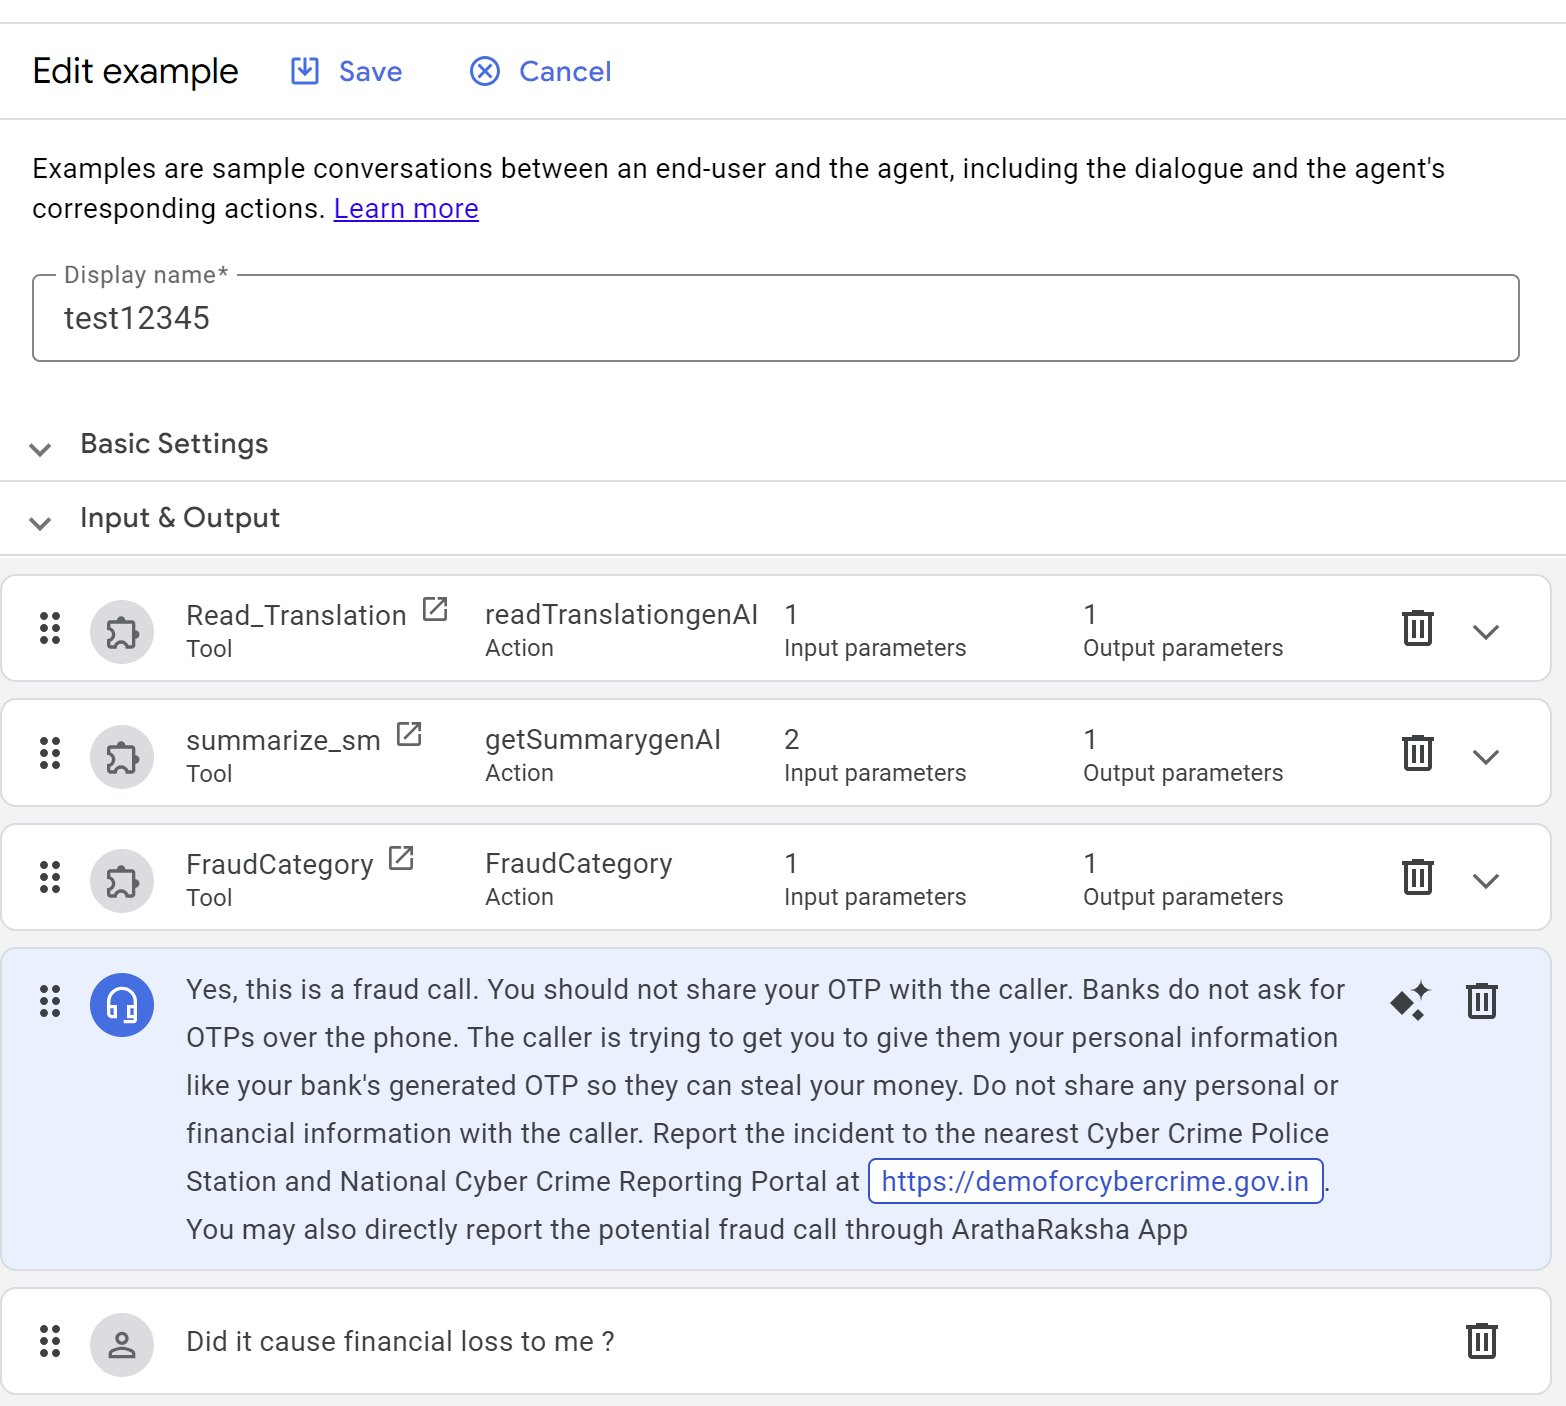 Edit example Save Cancel
Examples are sample conversations between an end-user and the agent, including the dialogue and the agent's
corresponding actions. Learn more
Display name*
test12345
Basic Settings
Input & Output
Read_Translation readTranslationgenAI 1 1
Tool Action Input parameters Output parameters
summarize_sm getSummarygenAI 2 1
Tool Action Input parameters Output parameters
FraudCategory FraudCategory 1 1
Tool Action Input parameters Output parameters
Yes, this is a fraud call. You should not share your OTP with the caller. Banks do not ask for
OTPs over the phone. The caller is trying to get you to give them your personal information
like your bank's generated OTP so they can steal your money. Do not share any personal or
financial information with the caller. Report the incident to the nearest Cyber Crime Police
Station and National Cyber Crime Reporting Portal at https://demoforcybercrime.gov.in.
You may also directly report the potential fraud call through ArathaRaksha App
Did it cause financial loss to me ?